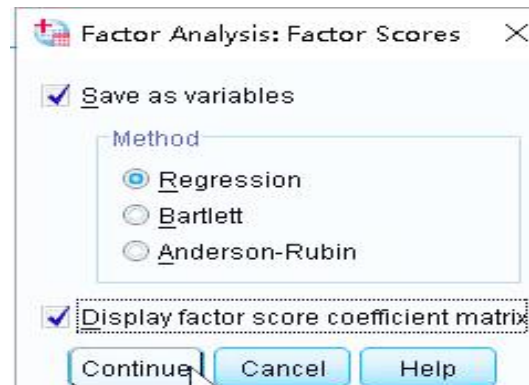 Factor Analysis: Factor Scores
Save as variables
Method
Regression
Bartlett
Anderson-Rubin
Display factor score coefficient matrix
Continue Cancel Help